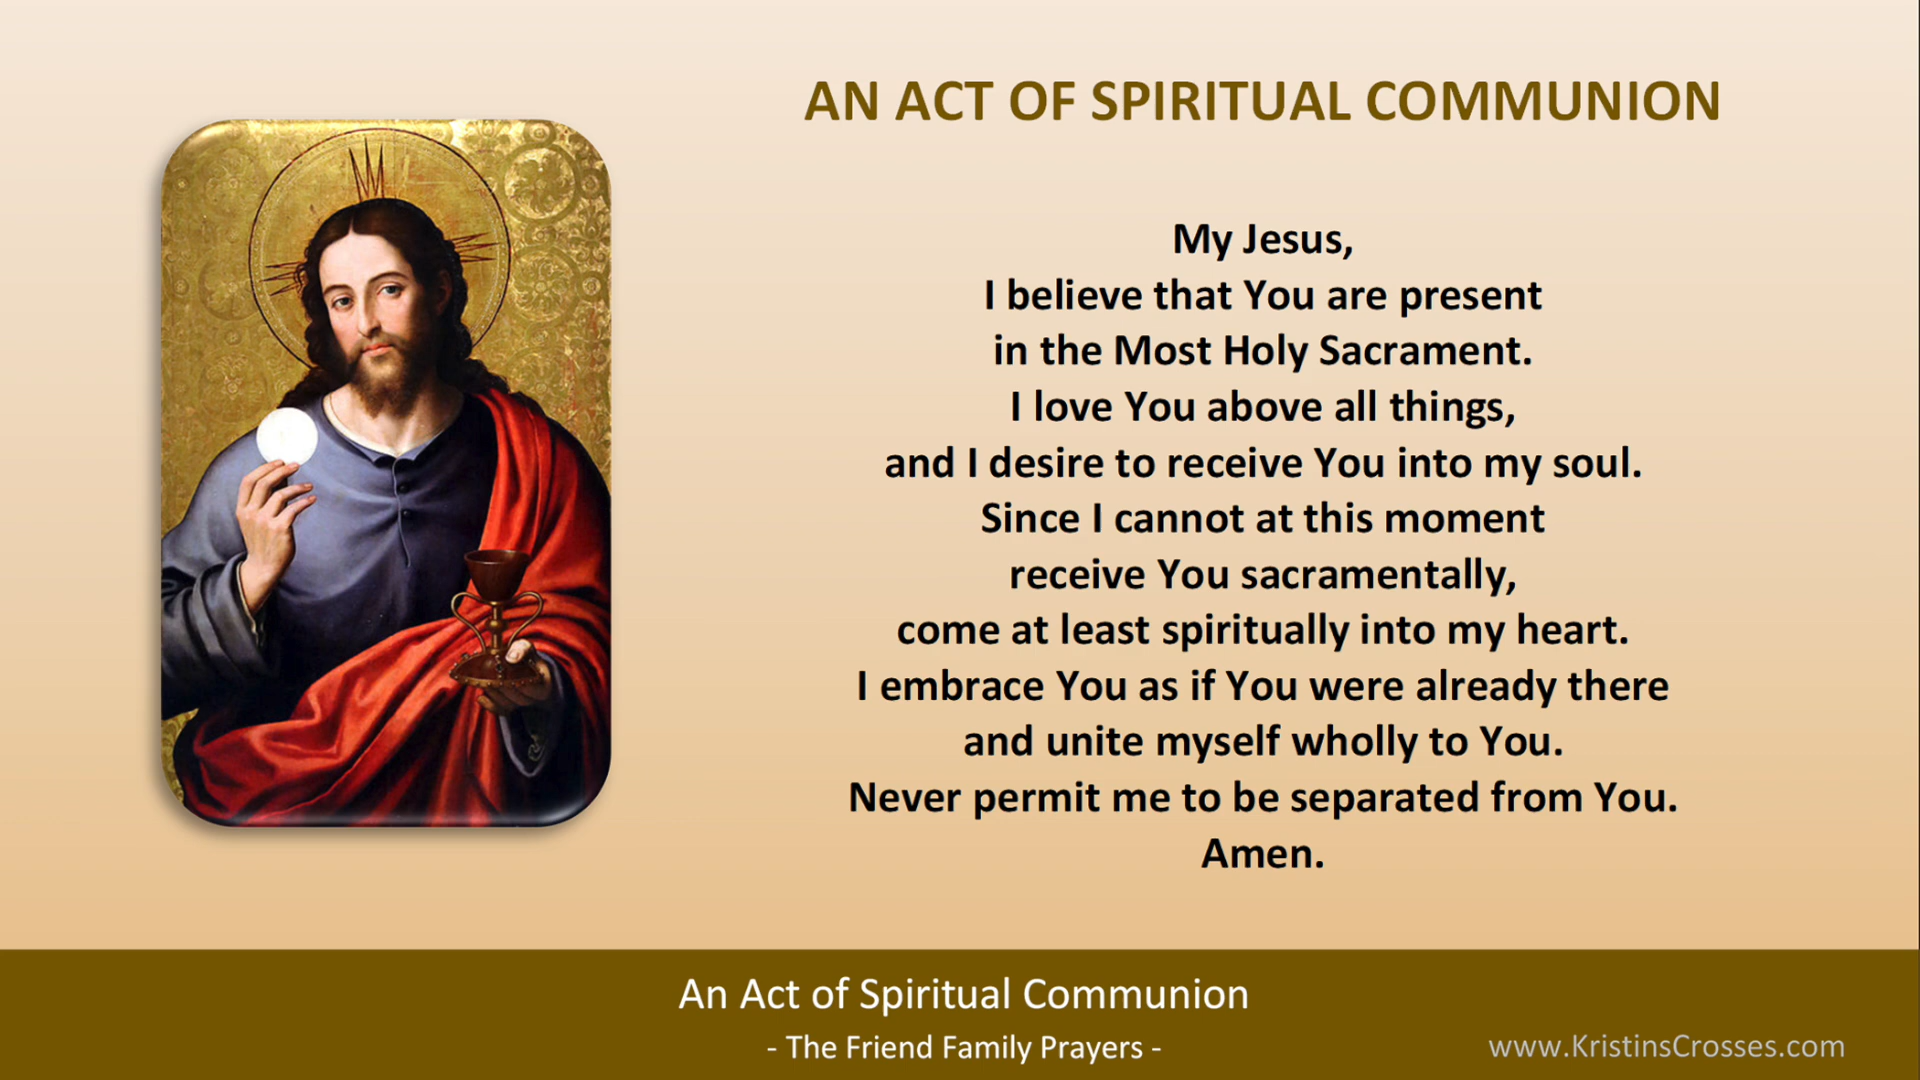 AN ACT OF SPIRITUAL COMMUNION
My Jesus,
I believe that You are present
in the Most Holy Sacrament.
I love You above all things,
and I desire to receive You into my soul.
Since I cannot at this moment
receive You sacramentally,
come at least spiritually into my heart.
I embrace You as if You were already there
and unite myself wholly to You.
Never permit me to be separated from You.
Amen.
An Act of Spiritual Communion
- The Friend Family Prayers -
www.KristinsCrosses.com